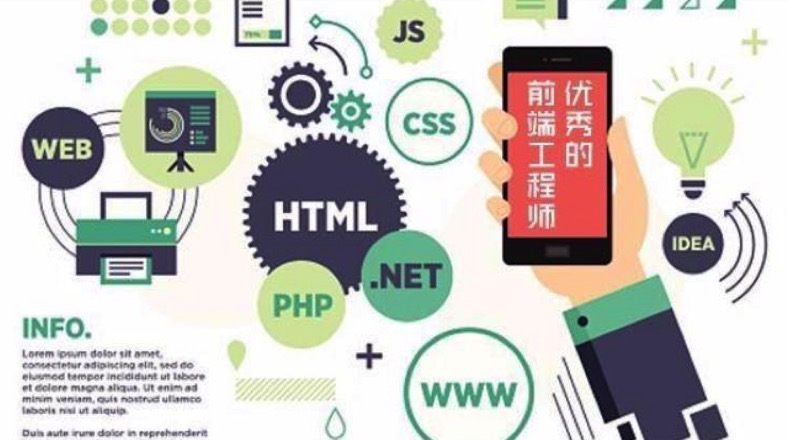 75%
JS
CSS
WEB
HTML
.NET
PHP
优秀的
前端工程师
IDEA
WWW
INFO.
Lorem ipsum dolor sit amet,
consectetur adipiscing elit, sed do
eiusmod tempor incididunt ut labore
et dolore magna aliqua. Ut enim ad
minim veniam, quis nostrud ullamco
laboris nisi ut aliquip.
Duis aute irure dolor in reprehenderit